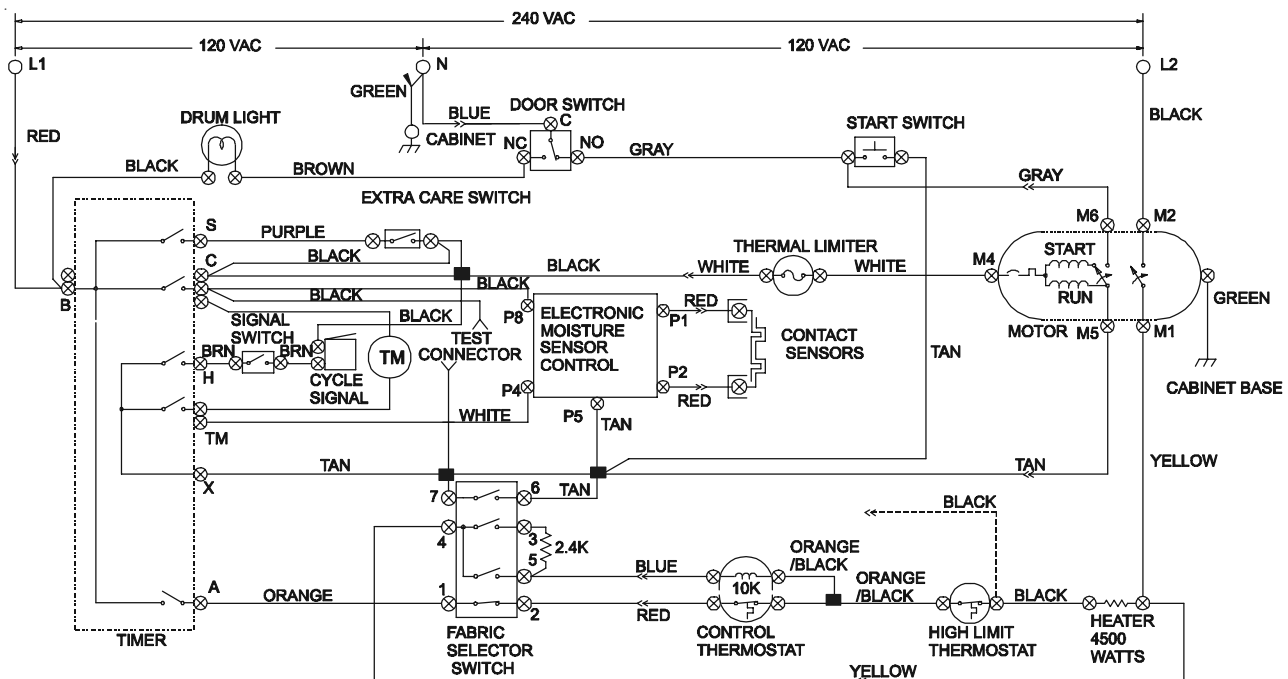 240 VAC
120 VAC
120 VAC
L1
N
L2
GREEN
DOOR SWITCH
BLUE
C
BLACK
DRUM LIGHT
START SWITCH
RED
CABINET
NC
NO
GRAY
BLACK
BROWN
GRAY
EXTRA CARE SWITCH
M6
M2
S
PURPLE
THERMAL LIMITER
START
C
BLACK
BLACK
WHITE
WHITE
M4
BLACK
RUN
B
BLACK
P8
ELECTRONIC
MOISTURE
SENSOR
CONTROL
RED
P1
GREEN
SIGNAL
SWITCH
BLACK
TEST
CONNECTOR
CONTACT
SENSORS
MOTOR
M5
M1
BRN
BRN
TM
TAN
H
CYCLE
SIGNAL
P4
P2
RED
CABINET BASE
WHITE
P5
TAN
TM
TAN
TAN
YELLOW
X
7
6
TAN
4
3
2.4K
BLACK
5
BLUE
ORANGE
/BLACK
A
ORANGE
1
10K
ORANGE
/BLACK
BLACK
2
RED
TIMER
FABRIC
SELECTOR
SWITCH
CONTROL
THERMOSTAT
HIGH LIMIT
THERMOSTAT
HEATER
4500
WATTS
YELLOW